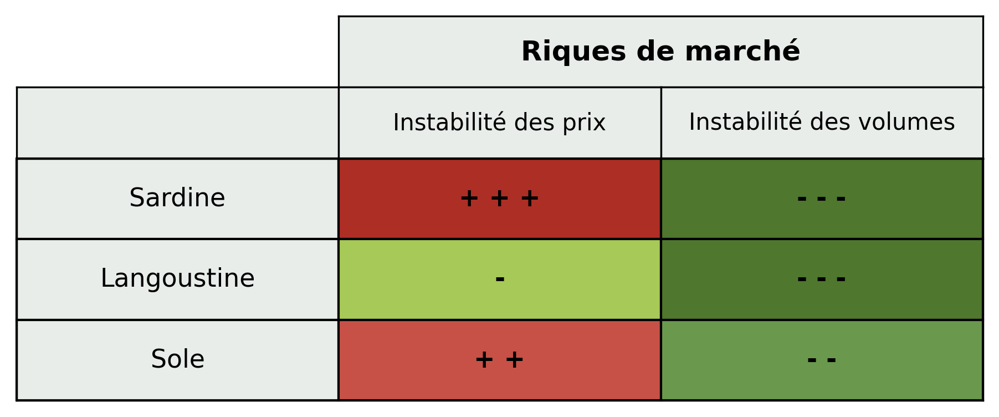 Riques de marché
Instabilité des prix Instabilité des volumes
Sardine + + + - - -
Langoustine - - - -
Sole + + - -